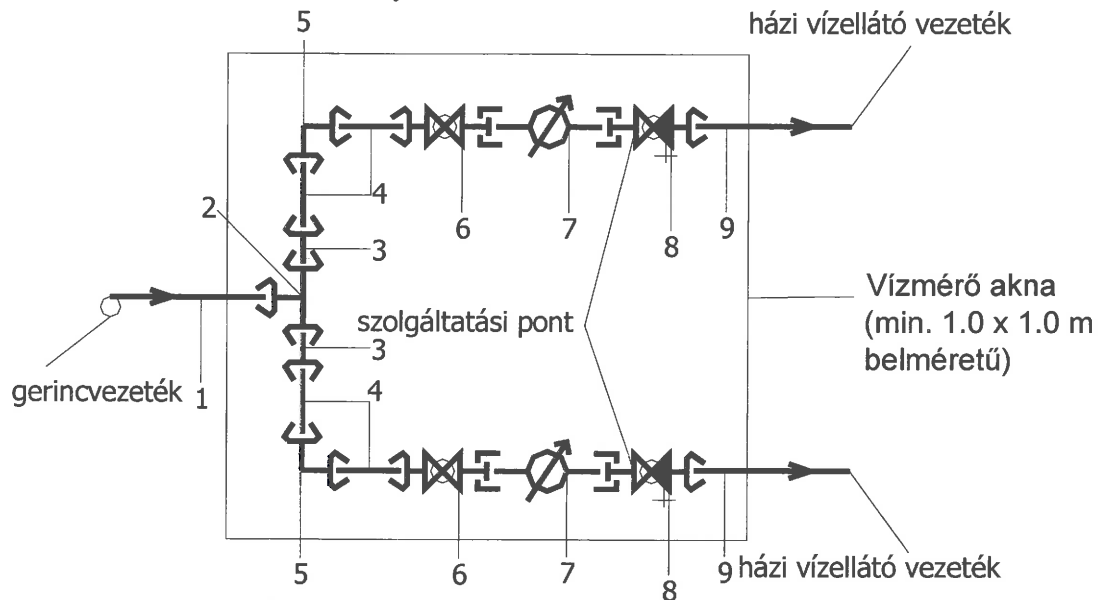 5
házi vízellátó vezeték
4
2
6
7
8
9
3
Vízmérő akna
(min. 1.0 x 1.0 m
belméretű)
szolgáltatási pont
3
gerincvezeték
1
4
5
6
7
8
9
házi vízellátó vezeték